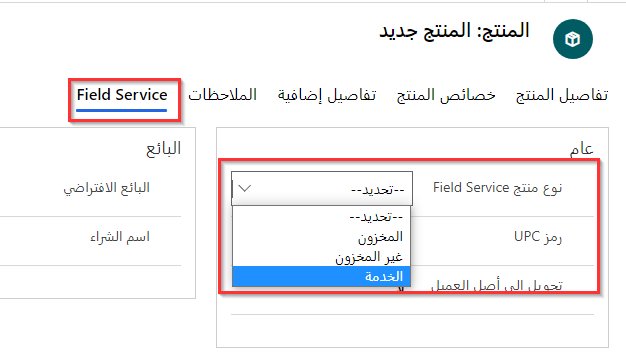 المنتج: المنتج جديد
تفاصيل المنتج
خصائص المنتج
تفاصيل إضافية
الملاحظات
Field Service
عام
نوع منتج Field Service
--تحديد--
--تحديد--
المخزون
غير المخزون
الخدمة
رمز UPC
تحويل إلى أصل العميل
البائع
البائع الافتراضي
اسم الشراء